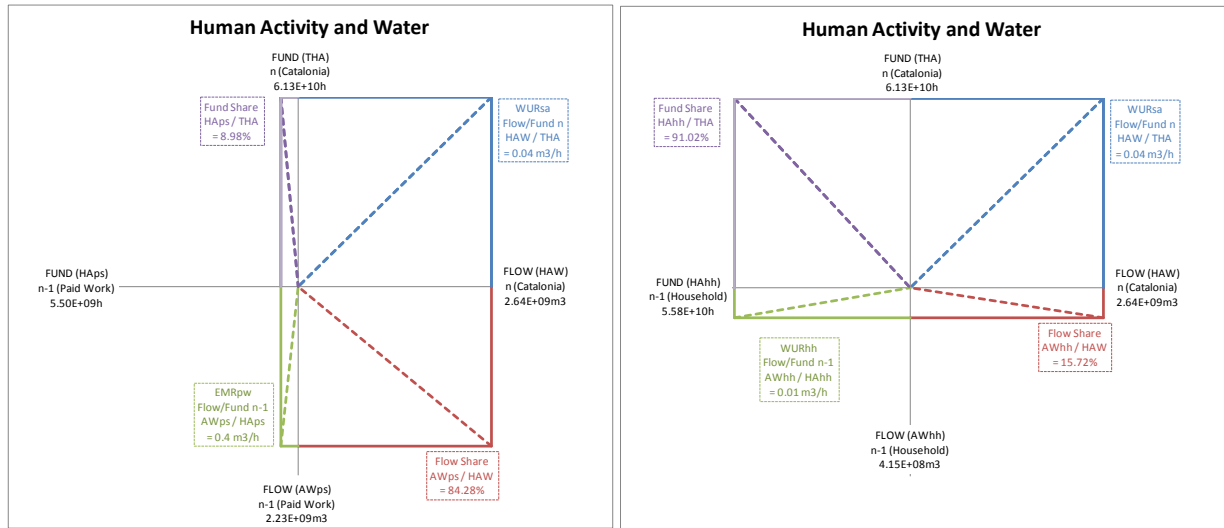 Human Activity and Water
FUND (THA)
n (Catalonia)
6.13E+10h
Fund Share
HAps / THA
= 8.98%
WURsa
Flow/Fund n
HAW / THA
= 0.04 m3/h
FUND (HAps)
n-1 (Paid Work)
5.50E+09h
FLOW (HAW)
n (Catalonia)
2.64E+09m3
EMRpw
Flow/Fund n-1
AWps / HAps
= 0.4 m3/h
Flow Share
AWps / HAW
= 84.28%
FLOW (AWps)
n-1 (Paid Work)
2.23E+09m3
Human Activity and Water
FUND (THA)
n (Catalonia)
6.13E+10h
Fund Share
HAhh / THA
= 91.02%
WURsa
Flow/Fund n
HAW / THA
= 0.04 m3/h
FUND (HAhh)
n-1 (Household)
5.58E+10h
FLOW (HAW)
n (Catalonia)
2.64E+09m3
WURhh
Flow/Fund n-1
AWhh / HAhh
= 0.01 m3/h
Flow Share
AWhh / HAW
= 15.72%
FLOW (AWhh)
n-1 (Household)
4.15E+08m3